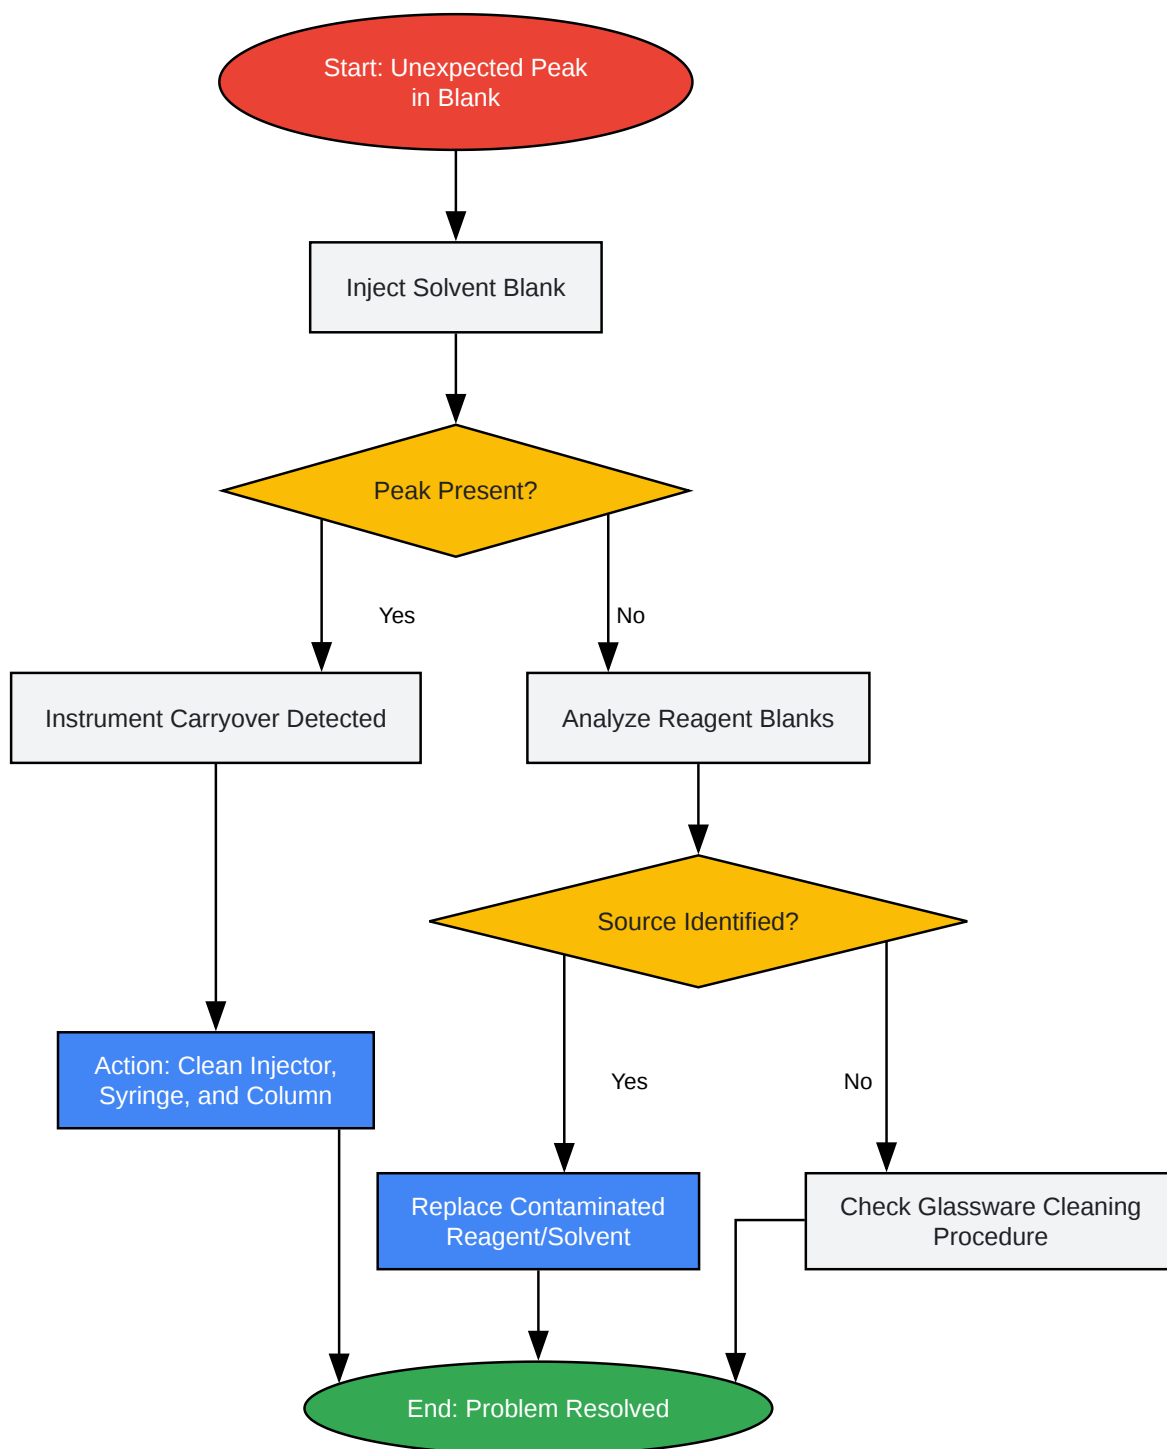 Start: Unexpected Peak
in Blank
Inject Solvent Blank
Peak Present?
Yes
No
Instrument Carryover Detected
Analyze Reagent Blanks
Source Identified?
Action: Clean Injector,
Syringe, and Column
Yes
No
Replace Contaminated
Reagent/Solvent
Check Glassware Cleaning
Procedure
End: Problem Resolved